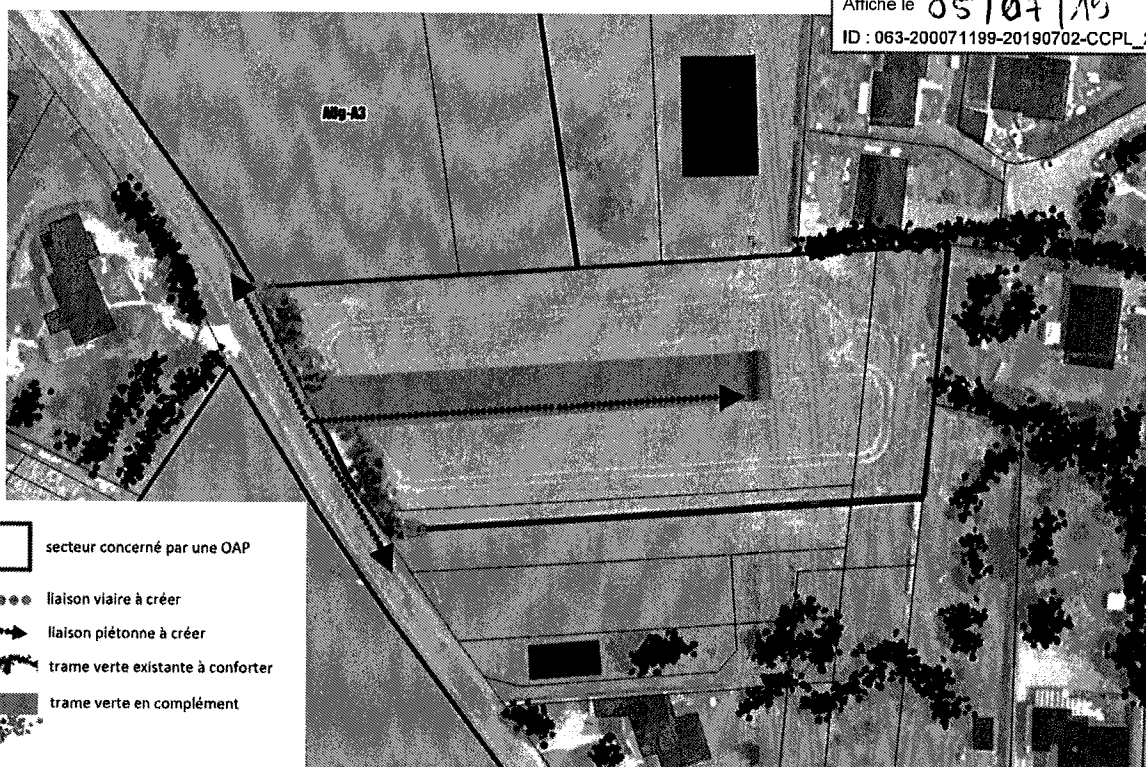 Affiché le 05/07/19
ID : 063-200071199-20190702-CCPL_2
secteur concerné par une OAP
liaison viaire à créer
liaison piétonne à créer
trame verte existante à conforter
trame verte en complément